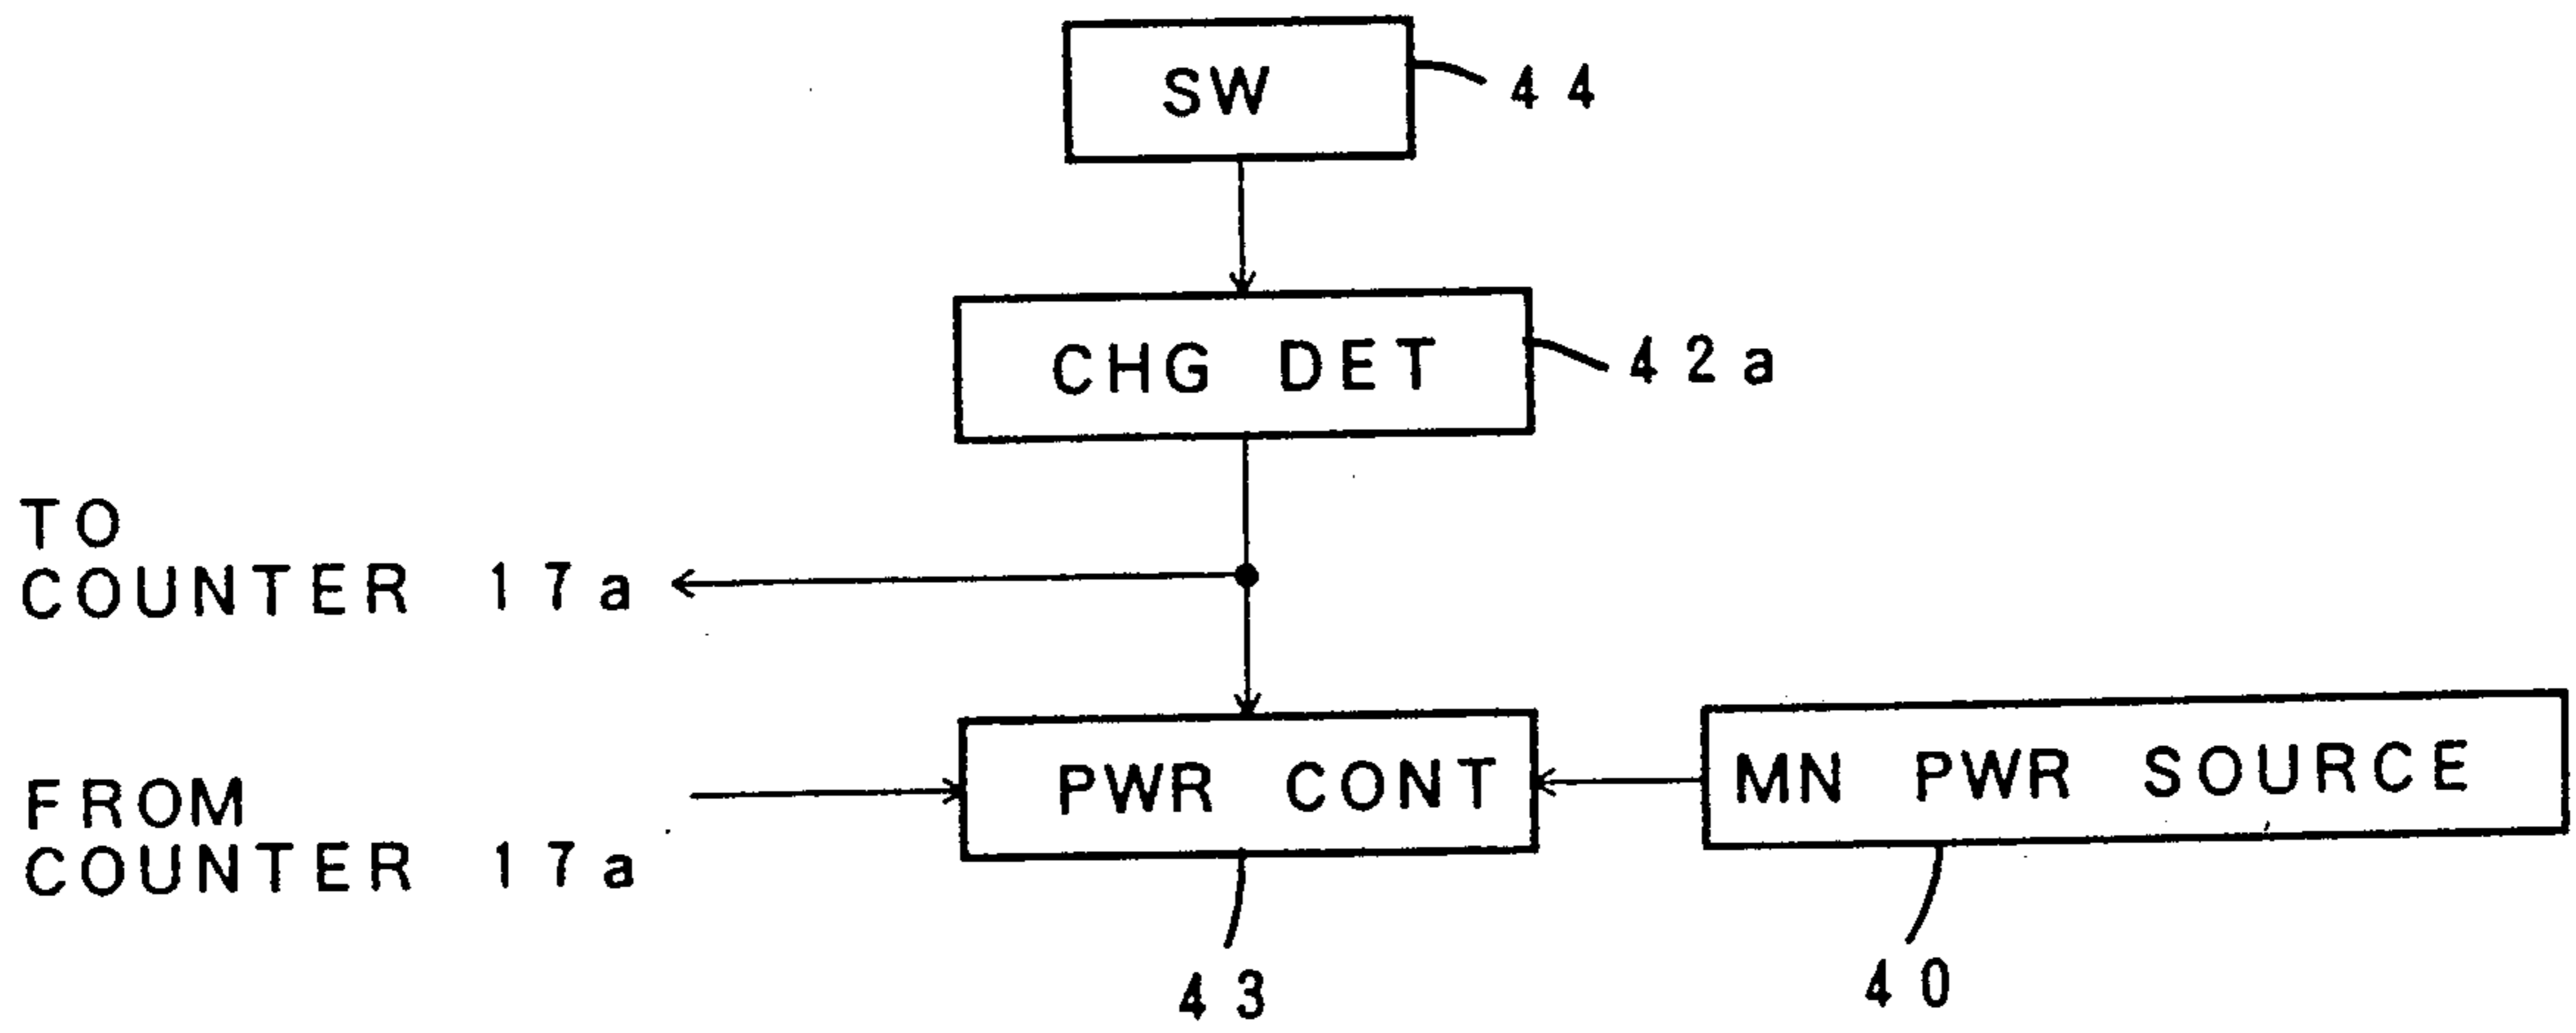 SW
44
CHG DET
42a
TO
COUNTER 17a
PWR CONT
MN PWR SOURCE
FROM
COUNTER 17a
43
40